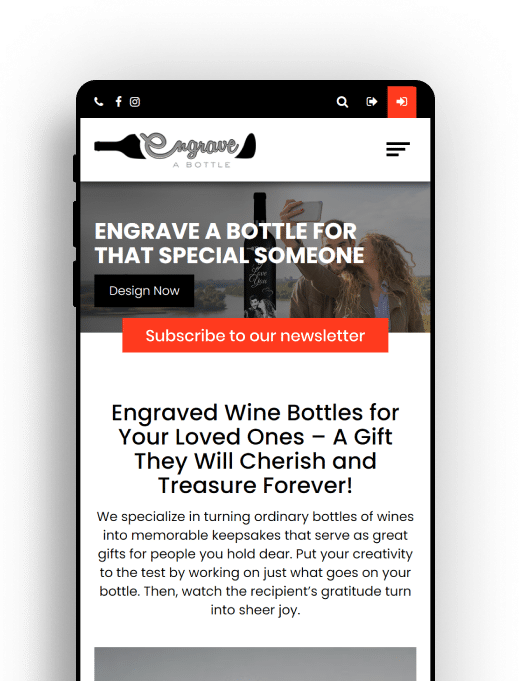 Engrave
A BOTTLE
ENGRAVE A BOTTLE FOR
THAT SPECIAL SOMEONE
Love
You
Design Now
Subscribe to our newsletter
Engraved Wine Bottles for
Your Loved Ones – A Gift
They Will Cherish and
Treasure Forever!
We specialize in turning ordinary bottles of wines
into memorable keepsakes that serve as great
gifts for people you hold dear. Put your creativity
to the test by working on just what goes on your
bottle. Then, watch the recipient’s gratitude turn
into sheer joy.